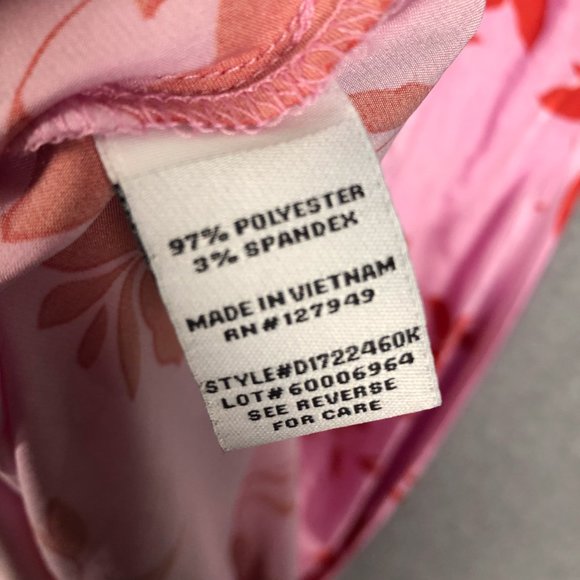 97% POLYESTER
3% SPANDEX
MADE IN VIETNAM
RN#127949
STYLE#D1722460K
LOT# 60006964
SEE REVERSE
FOR CARE